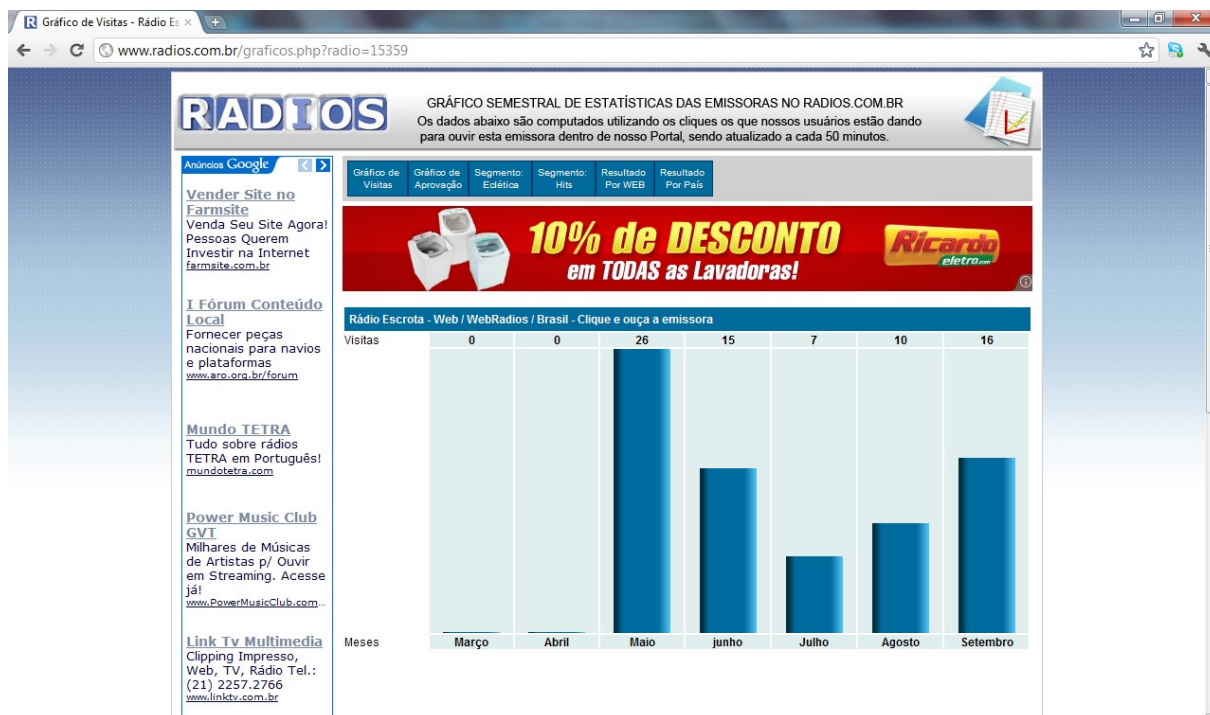 Gráfico de Visitas - Rádio Es
www.radios.com.br/graficos.php?radio=15359
RADIOS
GRÁFICO SEMESTRAL DE ESTATÍSTICAS DAS EMISSORAS NO RADIOS.COM.BR
Os dados abaixo são computados utilizando os cliques os que nossos usuários estão dando
para ouvir esta emissora dentro de nosso Portal, sendo atualizado a cada 50 minutos.
Anúncios Google
Vender Site no
Farmsite
Venda Seu Site Agora!
Pessoas Querem
Investir na Internet
farmsite.com.br
I Fórum Conteúdo
Local
Fornecer peças
nacionais para navios
e plataformas
www.aro.org.br/forum
Mundo TETRA
Tudo sobre rádios
TETRA em Português!
mundotetra.com
Power Music Club
GVT
Milhares de Músicas
de Artistas p/ Ouvir
em Streaming. Acesse
já!
www.PowerMusicClub.com...
Link Tv Multimedia
Clipping Impresso,
Web, TV, Rádio Tel.:
(21) 2257.2766
www.linktv.com.br
Gráfico de Visitas
Gráfico de Aprovação
Segmento: Eclética
Segmento: Hits
Resultado Por WEB
Resultado Por País
10% de DESCONTO
em TODAS as Lavadoras!
Ricardo
eletro.com
Rádio Escrota - Web / WebRadios / Brasil - Clique e ouça a emissora
Visitas 0 0 26 15 7 10 16
Meses Março Abril Maio junho Julho Agosto Setembro